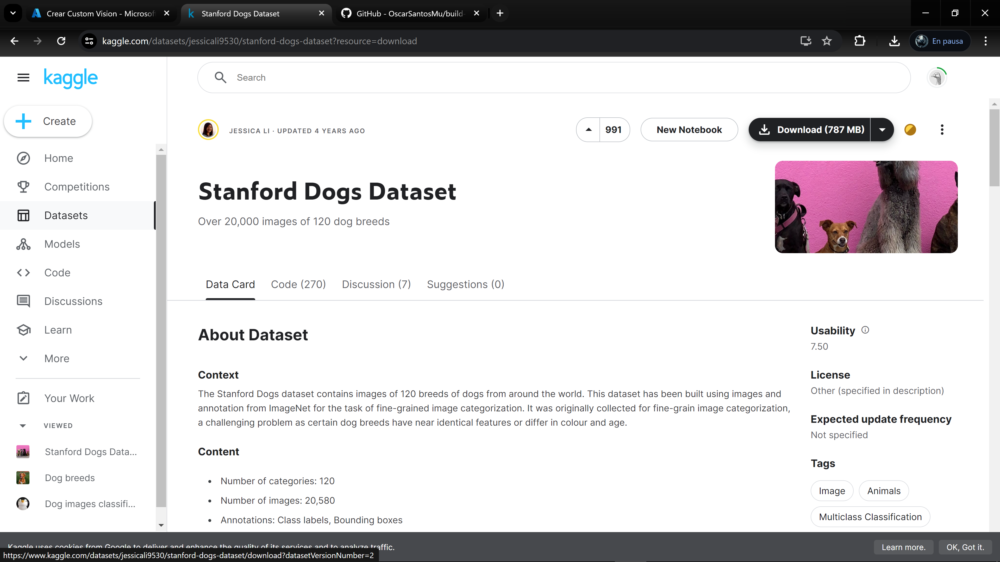 Crear Custom Vision - Microsof
Stanford Dogs Dataset
GitHub - OscarSantosMu/build-
kaggle.com/datasets/jessicali9530/stanford-dogs-dataset?resource=download
En pausa
kaggle
Search
Create
Home
Competitions
Datasets
Models
Code
Discussions
Learn
More
Your Work
VIEWED
Stanford Dogs Data...
Dog breeds
Dog images classifi...
JESSICA LI · UPDATED 4 YEARS AGO
991
New Notebook
Download (787 MB)
Stanford Dogs Dataset
Over 20,000 images of 120 dog breeds
Data Card
Code (270)
Discussion (7)
Suggestions (0)
About Dataset
Context
The Stanford Dogs dataset contains images of 120 breeds of dogs from around the world. This dataset has been built using images and
annotation from ImageNet for the task of fine-grained image categorization. It was originally collected for fine-grain image categorization,
a challenging problem as certain dog breeds have near identical features or differ in colour and age.
Content
• Number of categories: 120
• Number of images: 20,580
• Annotations: Class labels, Bounding boxes
Usability
7.50
License
Other (specified in description)
Expected update frequency
Not specified
Tags
Image
Animals
Multiclass Classification
Kaggle uses cookies from Google to deliver and enhance the quality of its services and to analyze traffic.
Learn more.
OK, Got it.
https://www.kaggle.com/datasets/jessicali9530/stanford-dogs-dataset/download?datasetVersionNumber=2